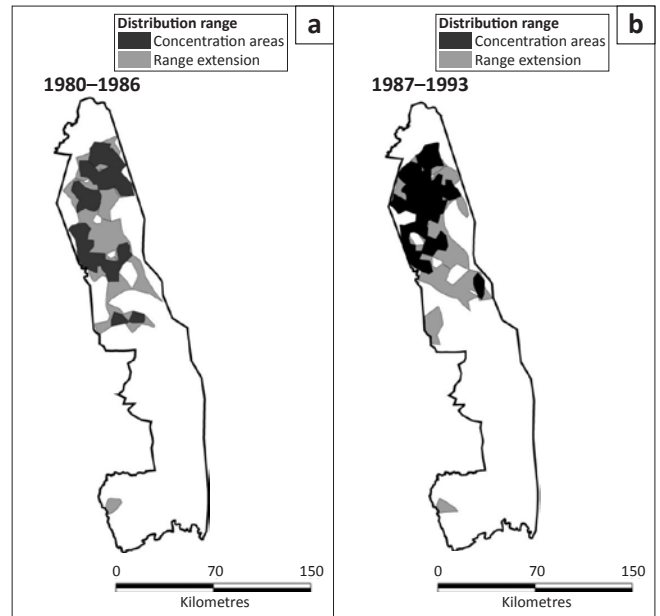 Distribution range
Concentration areas
Range extension
a
1980–1986
0 70 150
Kilometres
Distribution range
Concentration areas
Range extension
b
1987–1993
0 70 150
Kilometres